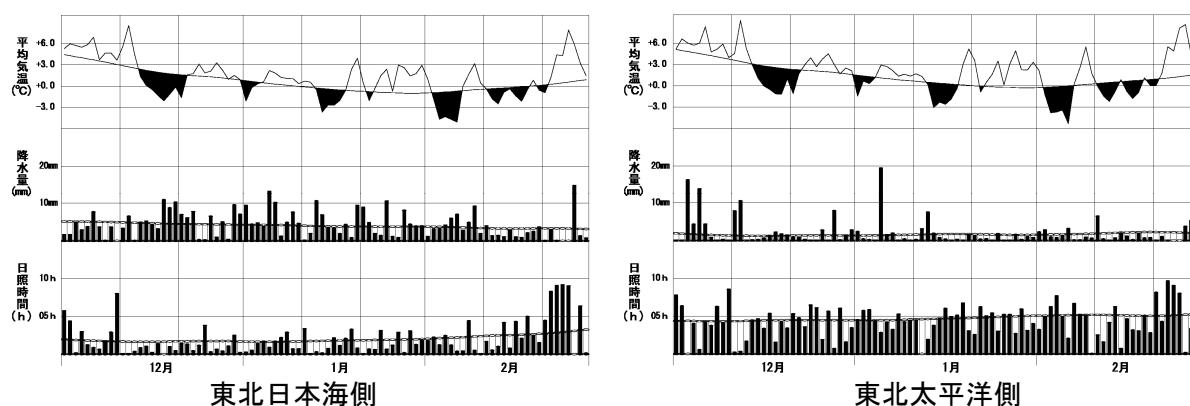 平均気温(℃)
+6.0
+3.0
+0.0
-3.0
降水量(mm)
20mm
10mm
日照時間(h)
10h
05h
12月 1月 2月
東北日本海側
平均気温(℃)
+6.0
+3.0
+0.0
-3.0
降水量(mm)
20mm
10mm
日照時間(h)
10h
05h
12月 1月 2月
東北太平洋側